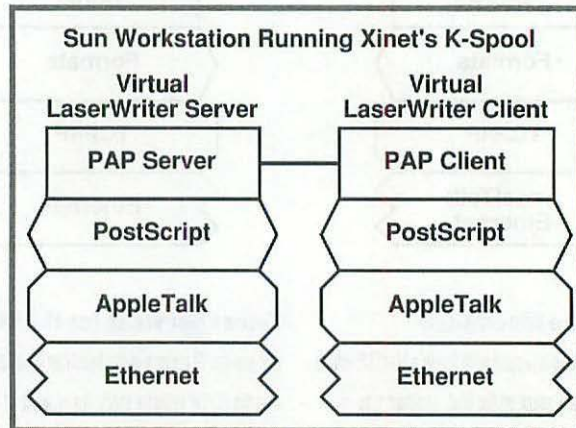 Sun Workstation Running Xinet's K-Spool
Virtual
LaserWriter Server
Virtual
LaserWriter Client
PAP Server
PAP Client
PostScript
PostScript
AppleTalk
AppleTalk
Ethernet
Ethernet